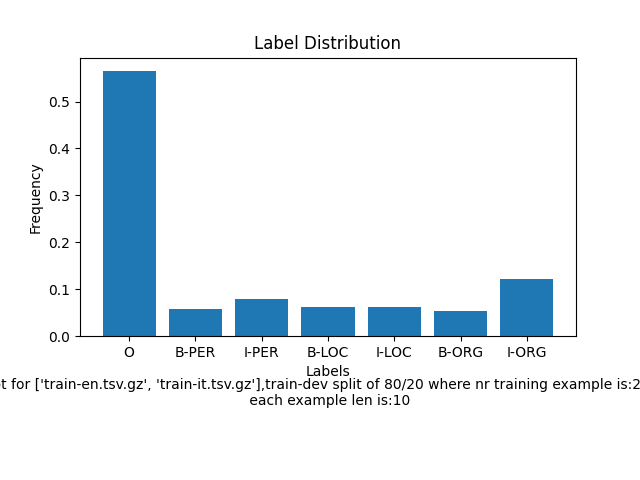 Label Distribution
0.5
0.4
0.3
0.2
0.1
0.0
Frequency
O B-PER I-PER B-LOC I-LOC B-ORG I-ORG
Labels
for ['train-en.tsv.gz', 'train-it.tsv.gz'],train-dev split of 80/20 where nr training example is:2
each example len is:10